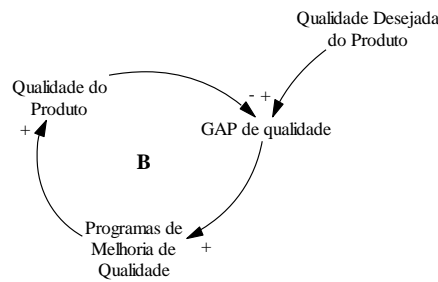 Qualidade Desejada
do Produto
Qualidade do
Produto
- +
GAP de qualidade
+
B
Programas de
Melhoria de
Qualidade
+